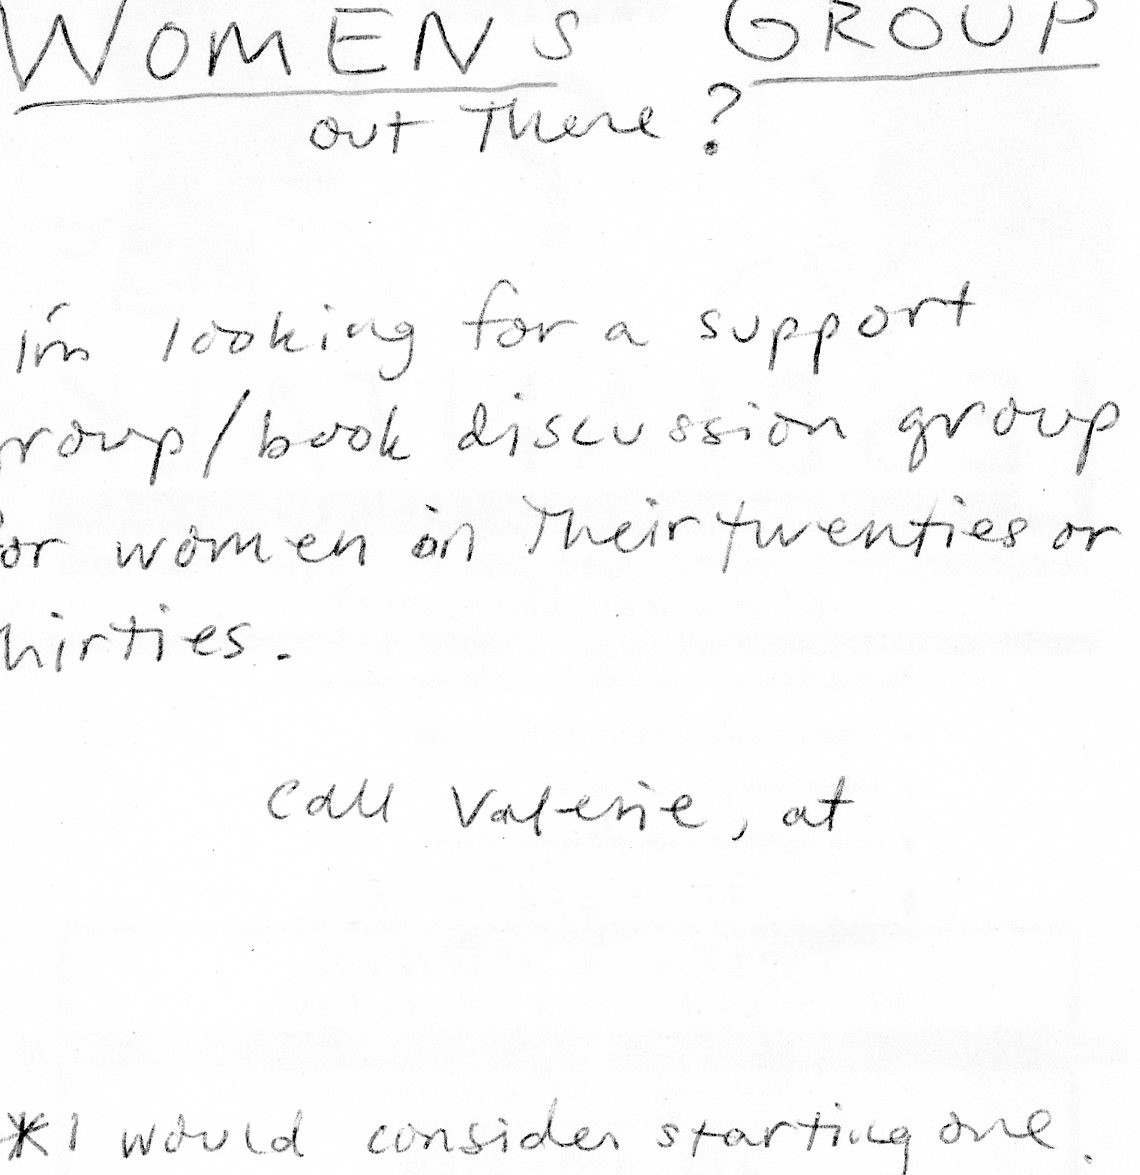 WOMENS GROUP
out There?
I'm looking for a support
roup/book discussion group
or women in Their twenties or
hirties.
Call Valerie, at
*I would consider starting one.